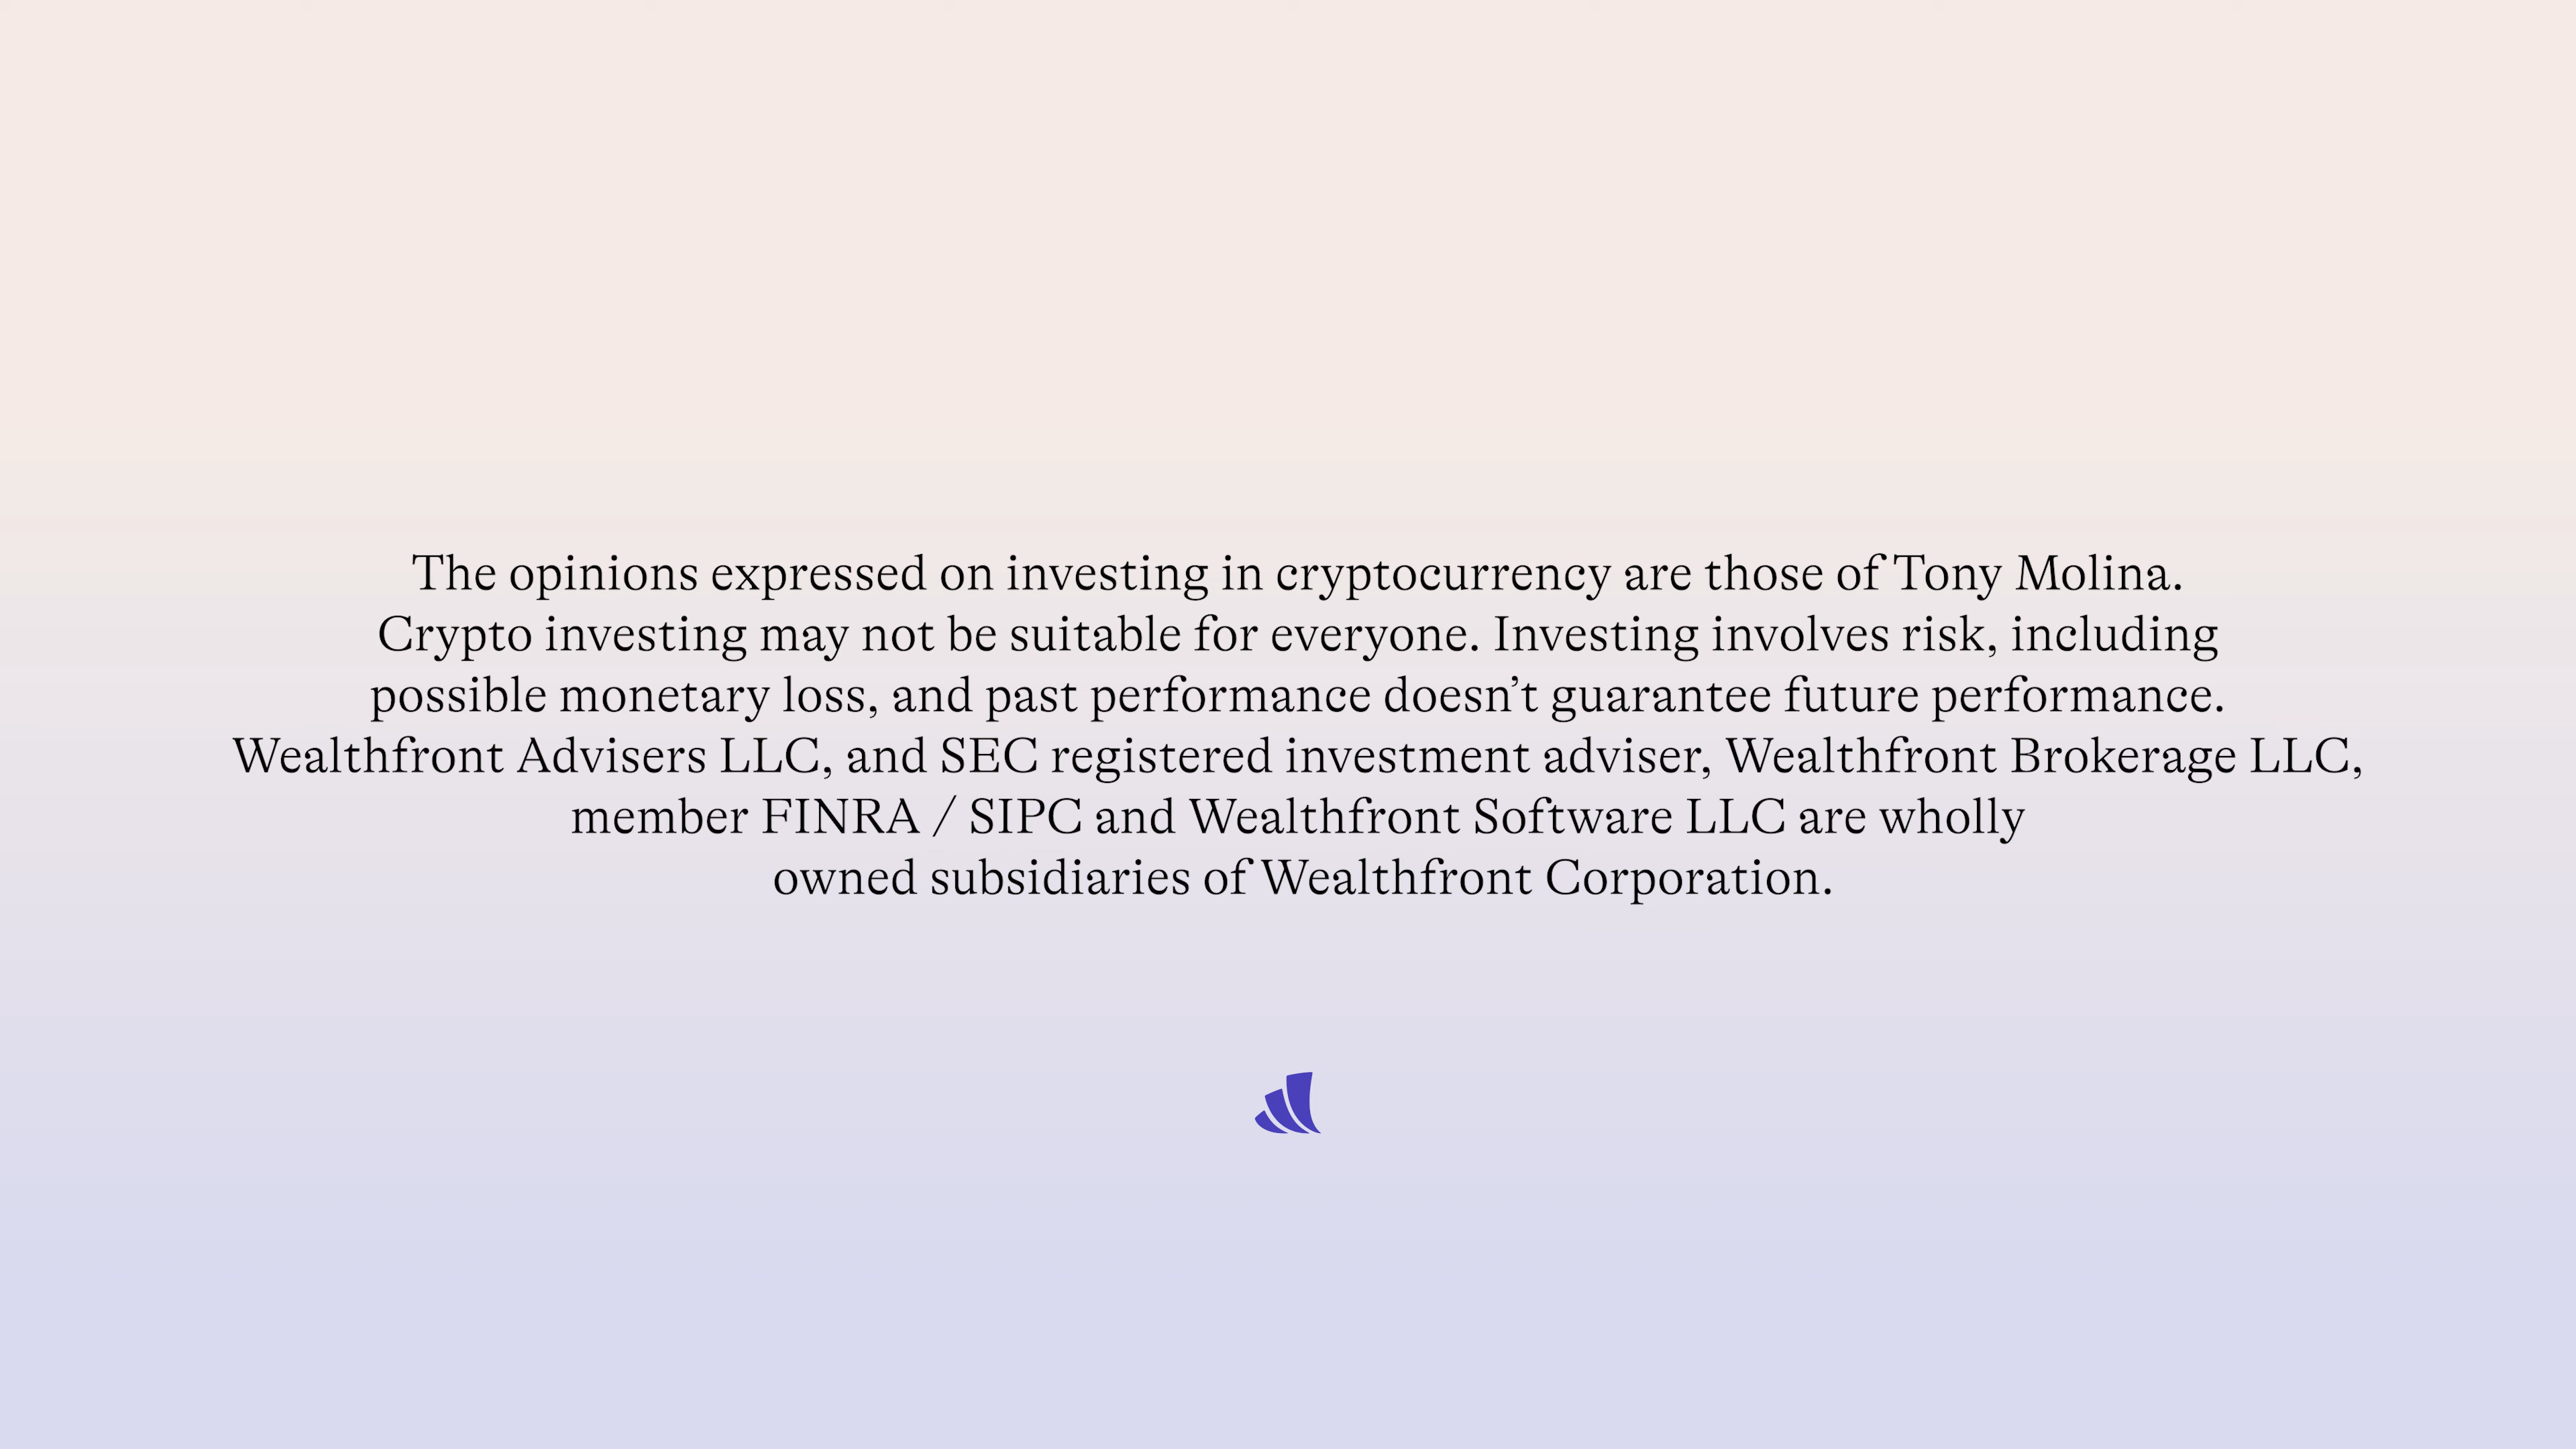 The opinions expressed on investing in cryptocurrency are those of Tony Molina.
Crypto investing may not be suitable for everyone. Investing involves risk, including
possible monetary loss, and past performance doesn’t guarantee future performance.
Wealthfront Advisers LLC, and SEC registered investment adviser, Wealthfront Brokerage LLC,
member FINRA / SIPC and Wealthfront Software LLC are wholly
owned subsidiaries of Wealthfront Corporation.